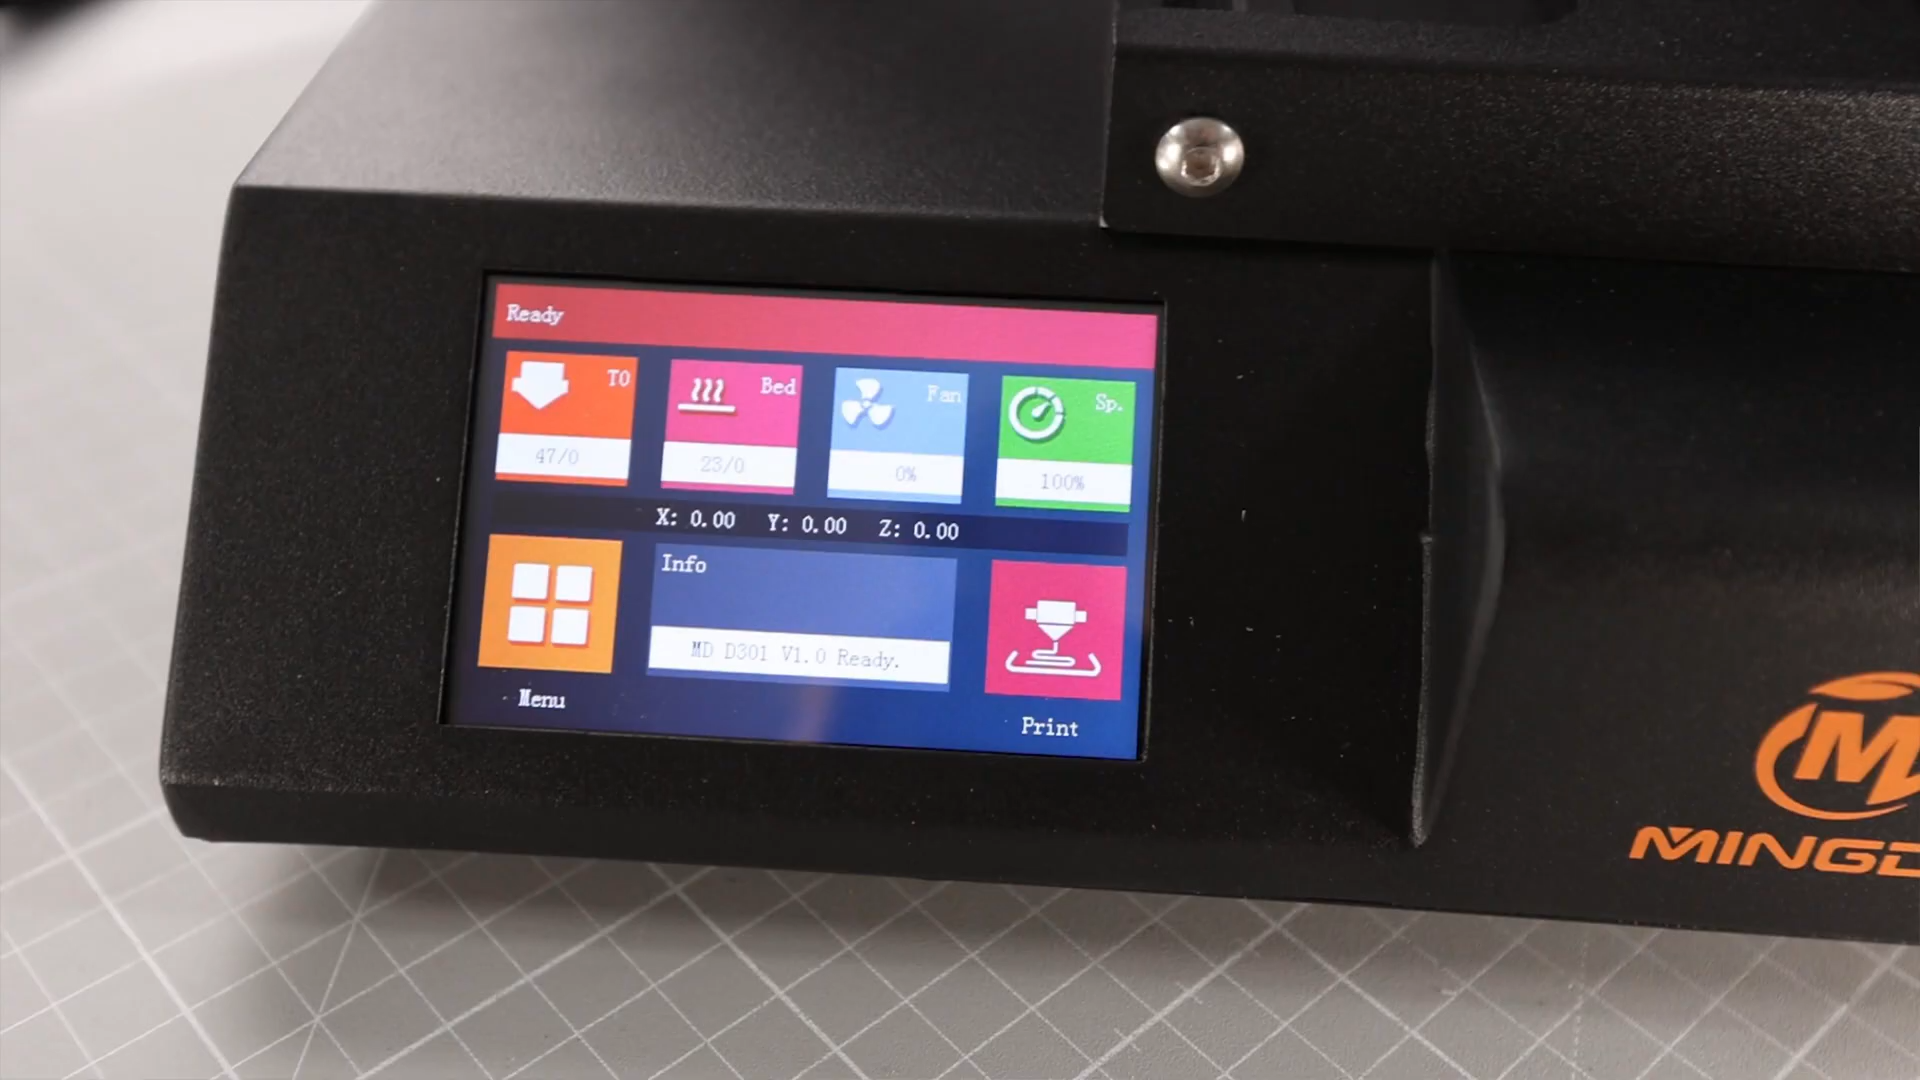 Ready
T0 Bed Fan Sp.
47/0 23/0 0% 100%
X: 0.00 Y: 0.00 Z: 0.00
Info
MD D301 V1.0 Ready.
Menu
Print
M
MINGD